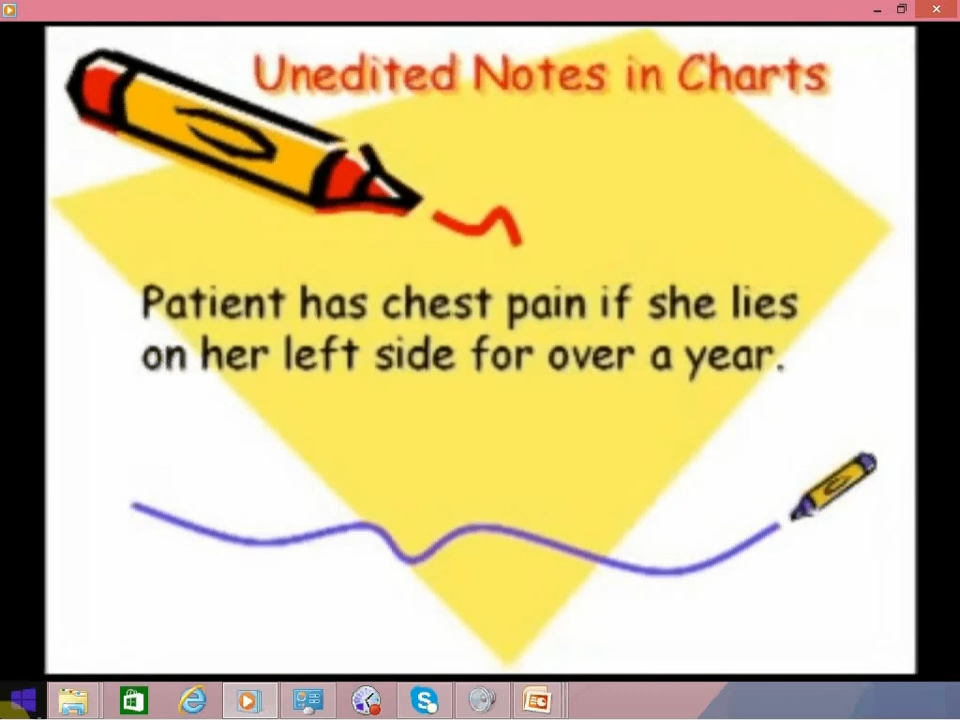 Unedited Notes in Charts
Patient has chest pain if she lies
on her left side for over a year.